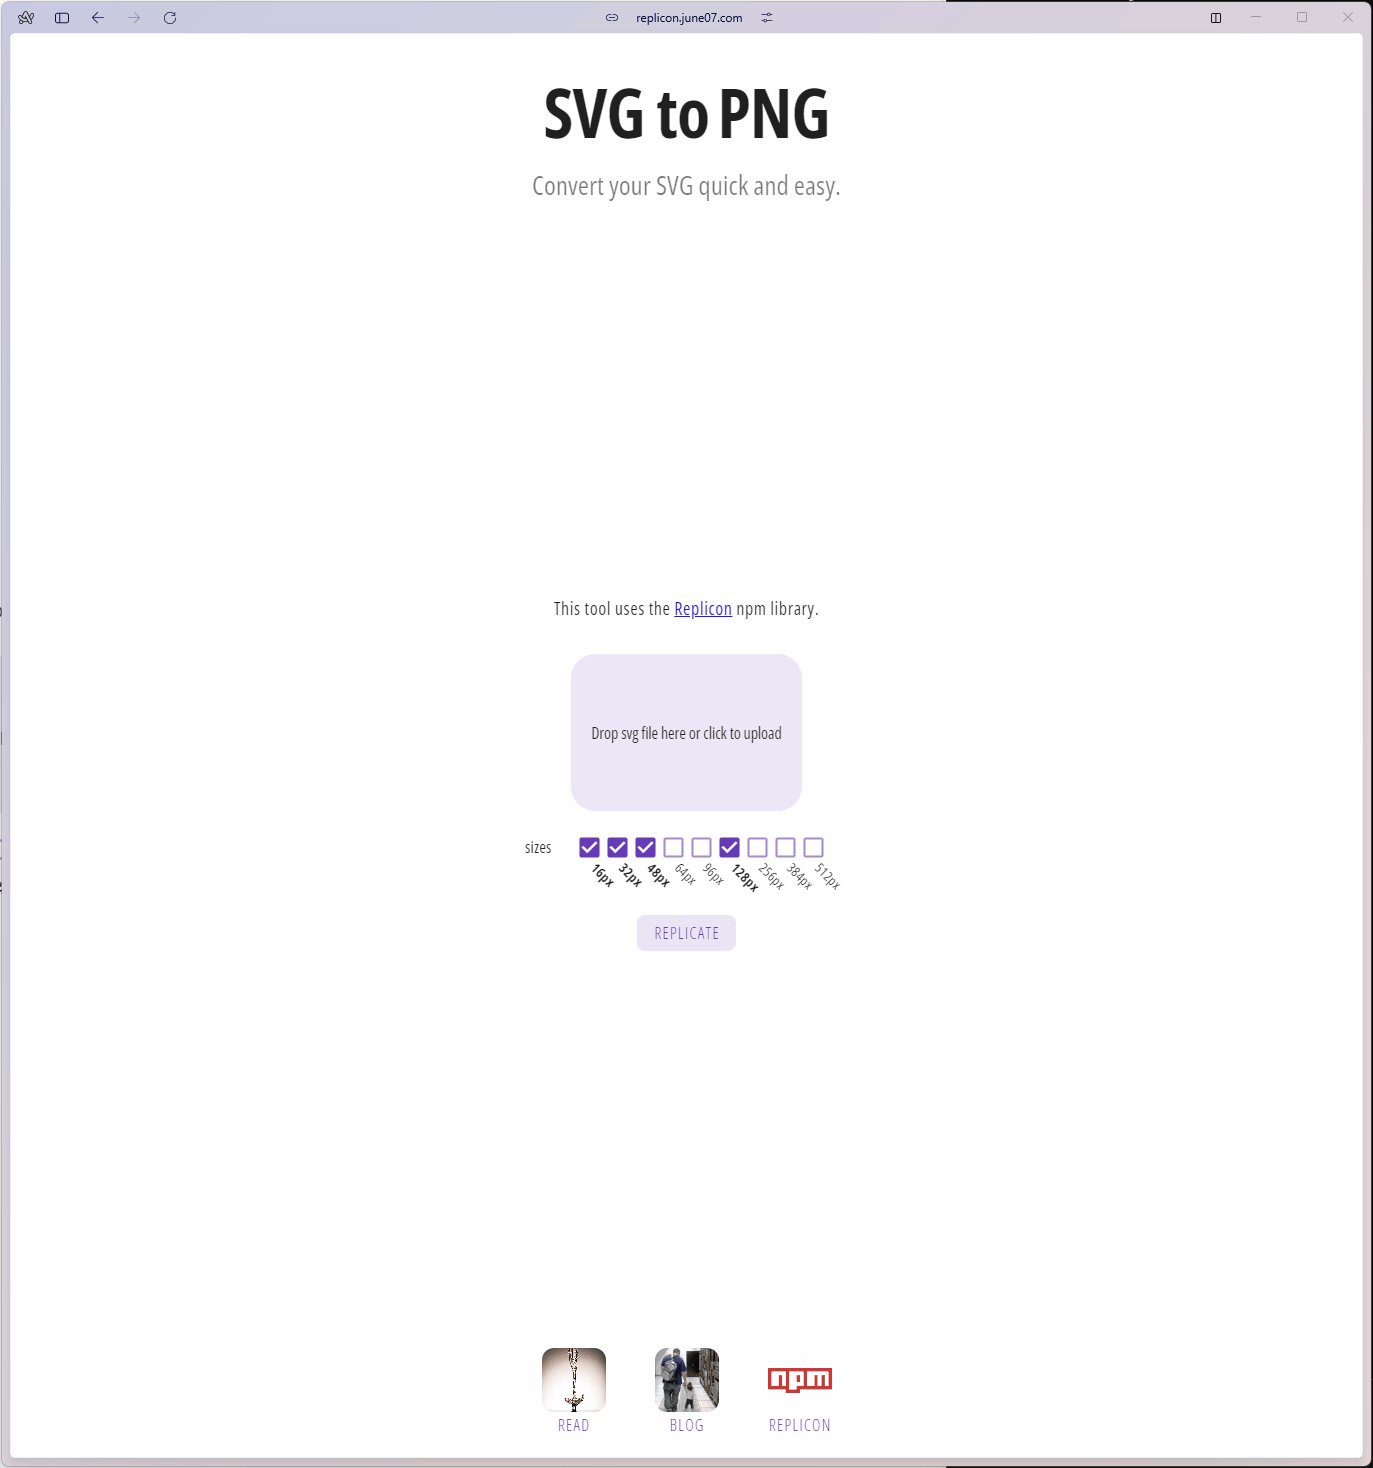 replicon.june07.com
SVG to PNG
Convert your SVG quick and easy.
This tool uses the Replicon npm library.
Drop svg file here or click to upload
sizes
16px
32px
48px
64px
96px
128px
256px
384px
512px
REPLICATE
npm
READ
BLOG
REPLICON